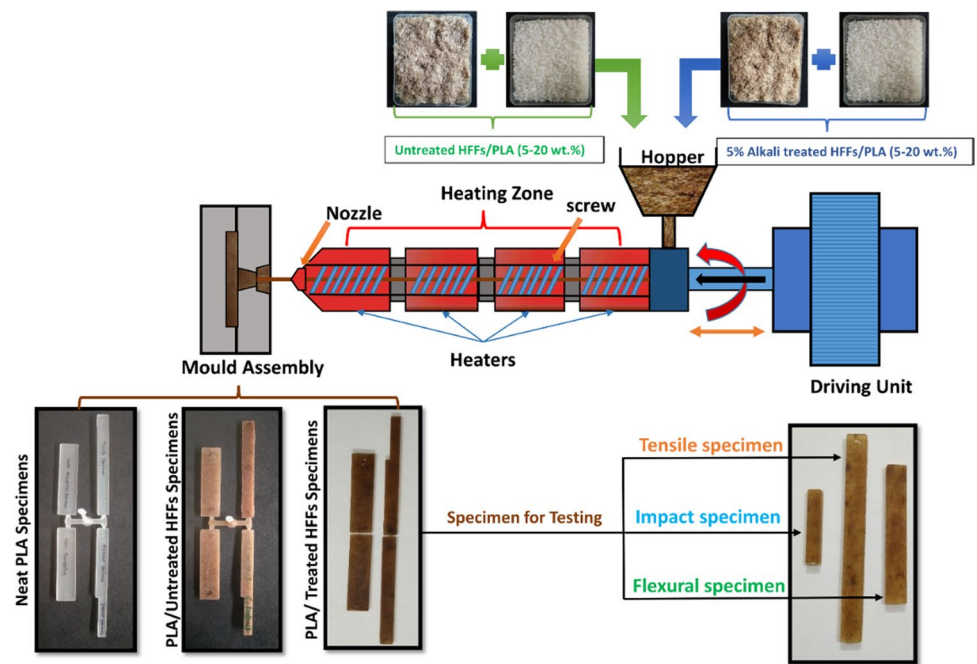 Untreated HFFs/PLA (5-20 wt.%)
5% Alkali treated HFFs/PLA (5-20 wt.%)
Hopper
Heating Zone
Nozzle
screw
Heaters
Mould Assembly
Driving Unit
Neat PLA Specimens
PLA/Untreated HFFs Specimens
PLA/ Treated HFFs Specimens
Specimen for Testing
Tensile specimen
Impact specimen
Flexural specimen